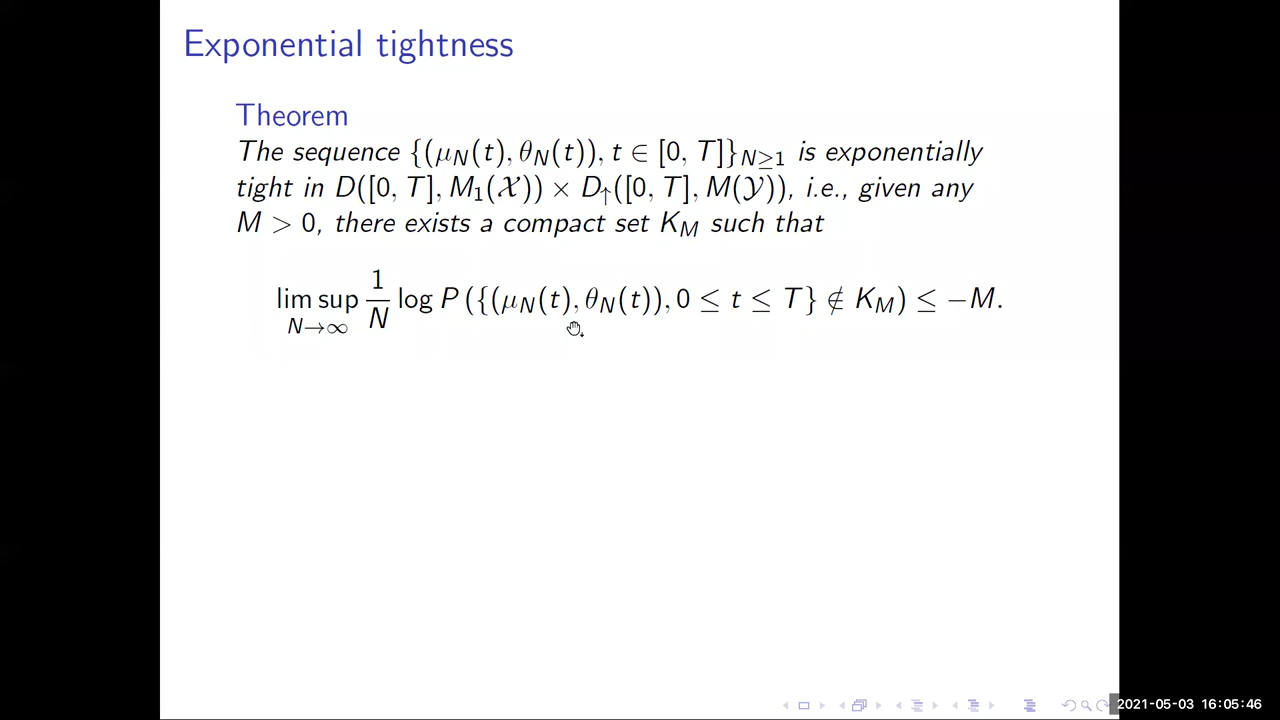 Exponential tightness
Theorem
The sequence {(μ_N(t), θ_N(t)), t ∈ [0, T]}_{N≥1} is exponentially
tight in D([0, T], M_1(𝒳)) × D_↑([0, T], M(𝒴)), i.e., given any
M > 0, there exists a compact set K_M such that
lim sup_{N→∞} 1/N log P ({(μ_N(t), θ_N(t)), 0 ≤ t ≤ T} ∉ K_M) ≤ −M.
2021-05-03 16:05:46